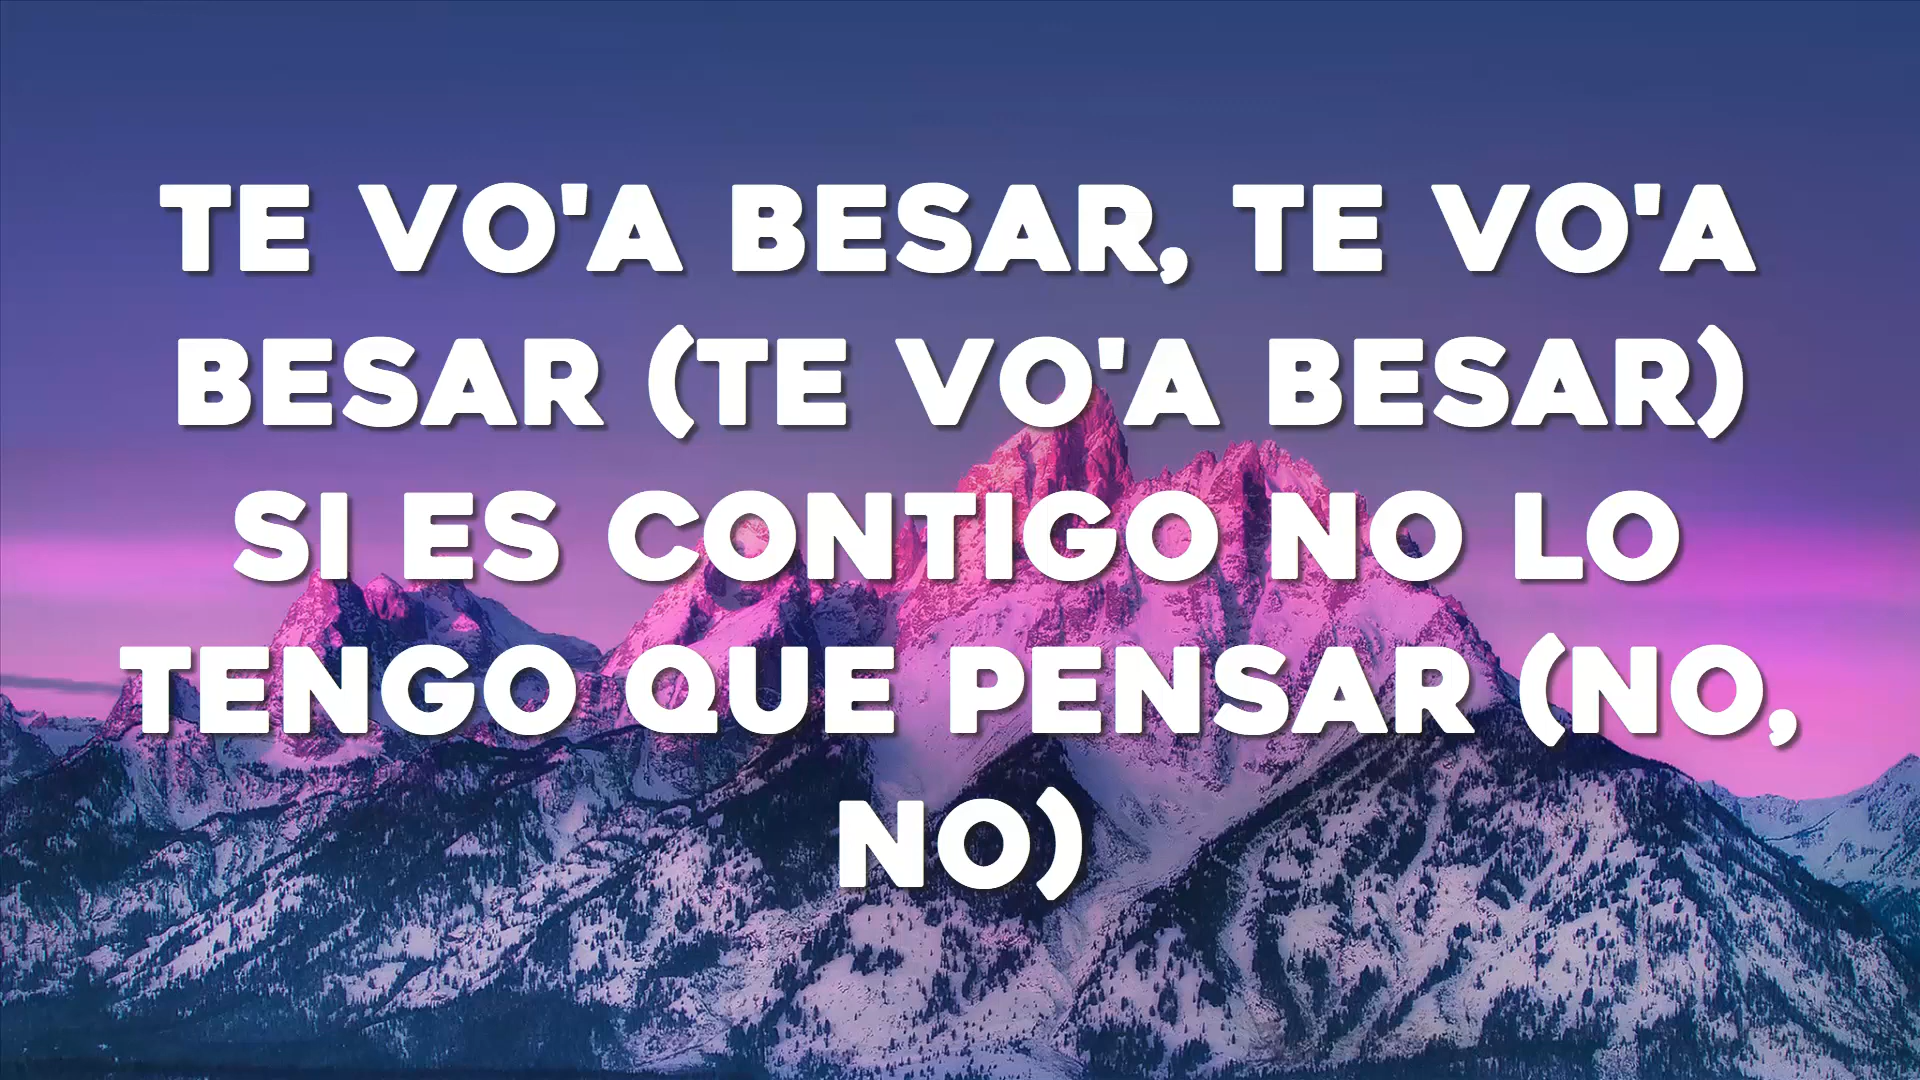 TE VO'A BESAR, TE VO'A
BESAR (TE VO'A BESAR)
SI ES CONTIGO NO LO
TENGO QUE PENSAR (NO,
NO)